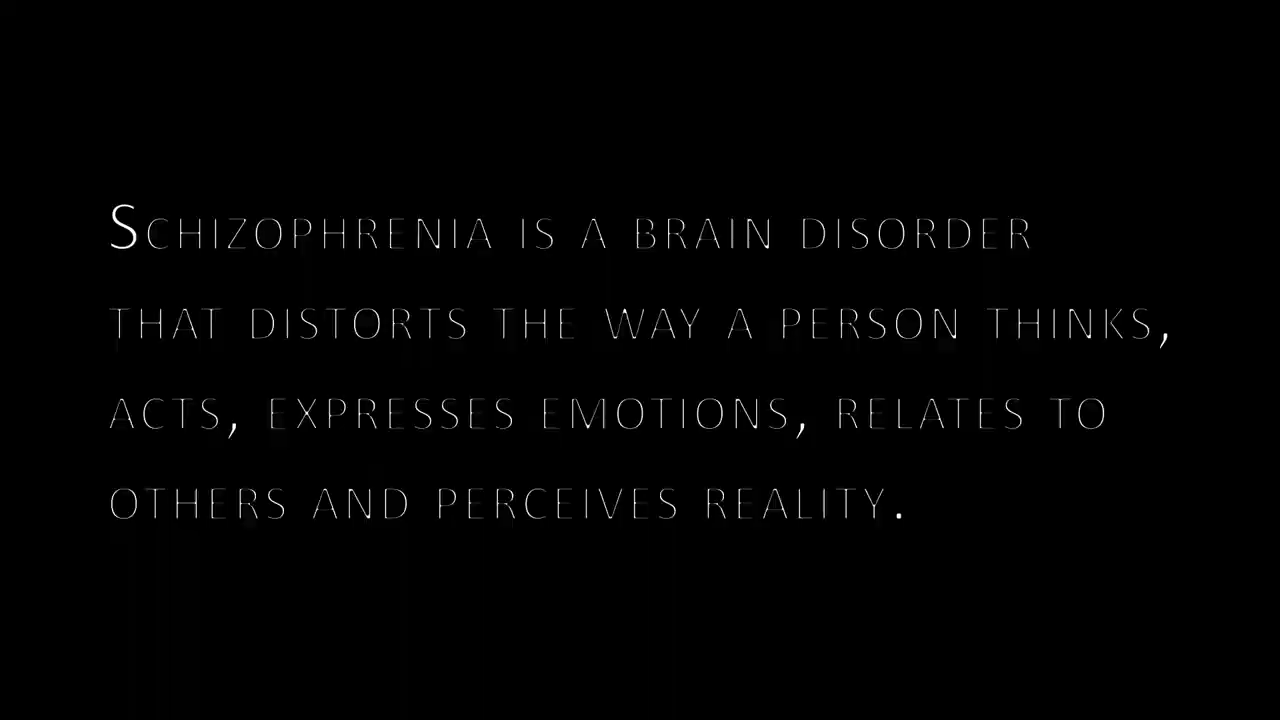 Schizophrenia is a brain disorder
that distorts the way a person thinks,
acts, expresses emotions, relates to
others and perceives reality.